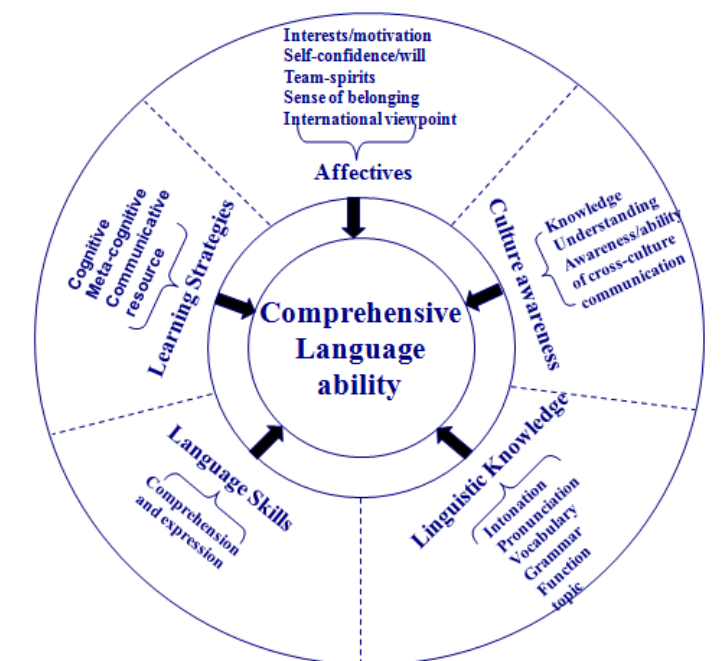 Interests/motivation
Self-confidence/will
Team-spirits
Sense of belonging
International viewpoint
Affectives
Culture awareness
Knowledge
Understanding
Awareness/ability
of cross-culture
communication
Linguistic Knowledge
Intonation
Pronunciation
Vocabulary
Grammar
Function
topic
Language Skills
Comprehension
and expression
Learning Strategies
Cognitive
Meta-cognitive
Communicative
resource
Comprehensive
Language
ability